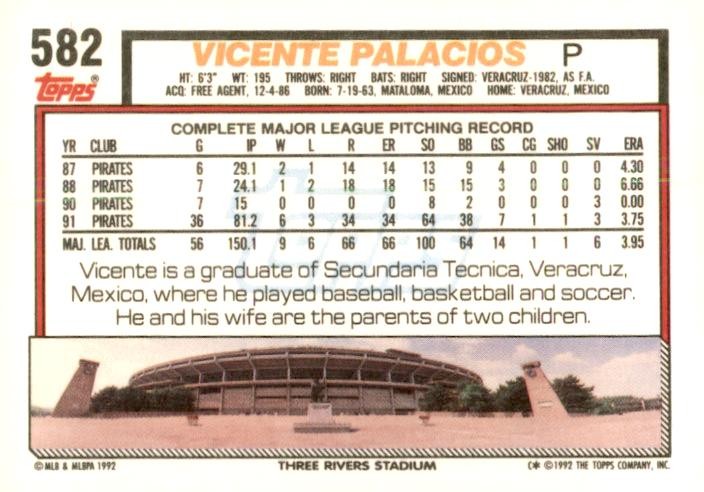 582
VICENTE PALACIOS P
Topps®
HT: 6'3" WT: 195 THROWS: RIGHT BATS: RIGHT SIGNED: VERACRUZ-1982, AS F.A.
ACQ: FREE AGENT, 12-4-86 BORN: 7-19-63, MATALOMA, MEXICO HOME: VERACRUZ, MEXICO
COMPLETE MAJOR LEAGUE PITCHING RECORD
YR CLUB G IP W L R ER SO BB GS CG SHO SV ERA
87 PIRATES 6 29.1 2 1 14 14 13 9 4 0 0 0 4.30
88 PIRATES 7 24.1 1 2 18 18 15 15 3 0 0 0 6.66
90 PIRATES 7 15 0 0 0 0 8 2 0 0 0 3 0.00
91 PIRATES 36 81.2 6 3 34 34 64 38 7 1 1 3 3.75
MAJ. LEA. TOTALS 56 150.1 9 6 66 66 100 64 14 1 1 6 3.95
Vicente is a graduate of Secundaria Tecnica, Veracruz,
Mexico, where he played baseball, basketball and soccer.
He and his wife are the parents of two children.
© MLB & MLBPA 1992 THREE RIVERS STADIUM C* ©1992 THE TOPPS COMPANY, INC.